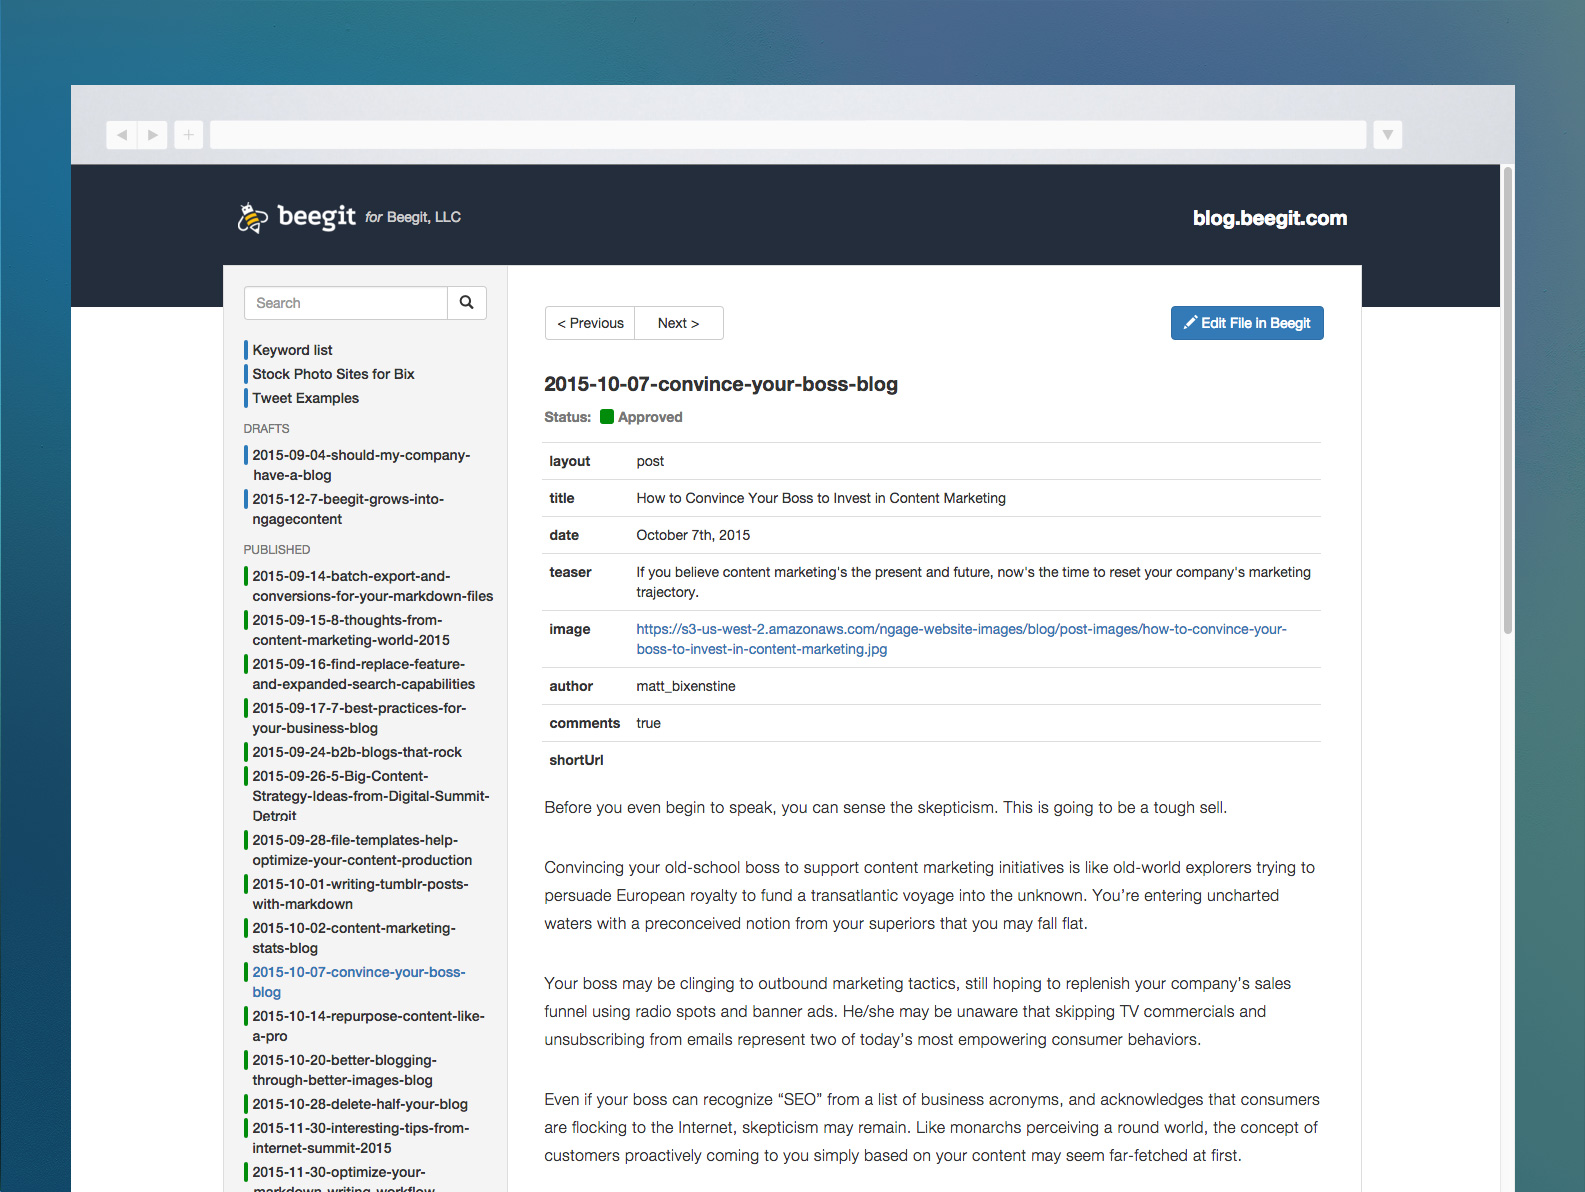 beegit for Beegit, LLC
blog.beegit.com
Search
Keyword list
Stock Photo Sites for Bix
Tweet Examples
DRAFTS
2015-09-04-should-my-company-
have-a-blog
2015-12-7-beegit-grows-into-
ngagecontent
PUBLISHED
2015-09-14-batch-export-and-
conversions-for-your-markdown-files
2015-09-15-8-thoughts-from-
content-marketing-world-2015
2015-09-16-find-replace-feature-
and-expanded-search-capabilities
2015-09-17-7-best-practices-for-
your-business-blog
2015-09-24-b2b-blogs-that-rock
2015-09-26-5-Big-Content-
Strategy-Ideas-from-Digital-Summit-
Detroit
2015-09-28-file-templates-help-
optimize-your-content-production
2015-10-01-writing-tumblr-posts-
with-markdown
2015-10-02-content-marketing-
stats-blog
2015-10-07-convince-your-boss-
blog
2015-10-14-repurpose-content-like-
a-pro
2015-10-20-better-blogging-
through-better-images-blog
2015-10-28-delete-half-your-blog
2015-11-30-interesting-tips-from-
internet-summit-2015
2015-11-30-optimize-your-
markdown-writing-workflow
< Previous Next >
Edit File in Beegit
2015-10-07-convince-your-boss-blog
Status: Approved
layout post
title How to Convince Your Boss to Invest in Content Marketing
date October 7th, 2015
teaser If you believe content marketing's the present and future, now's the time to reset your company's marketing
trajectory.
image https://s3-us-west-2.amazonaws.com/ngage-website-images/blog/post-images/how-to-convince-your-
boss-to-invest-in-content-marketing.jpg
author matt_bixenstine
comments true
shortUrl
Before you even begin to speak, you can sense the skepticism. This is going to be a tough sell.
Convincing your old-school boss to support content marketing initiatives is like old-world explorers trying to
persuade European royalty to fund a transatlantic voyage into the unknown. You’re entering uncharted
waters with a preconceived notion from your superiors that you may fall flat.
Your boss may be clinging to outbound marketing tactics, still hoping to replenish your company's sales
funnel using radio spots and banner ads. He/she may be unaware that skipping TV commercials and
unsubscribing from emails represent two of today’s most empowering consumer behaviors.
Even if your boss can recognize “SEO” from a list of business acronyms, and acknowledges that consumers
are flocking to the Internet, skepticism may remain. Like monarchs perceiving a round world, the concept of
customers proactively coming to you simply based on your content may seem far-fetched at first.